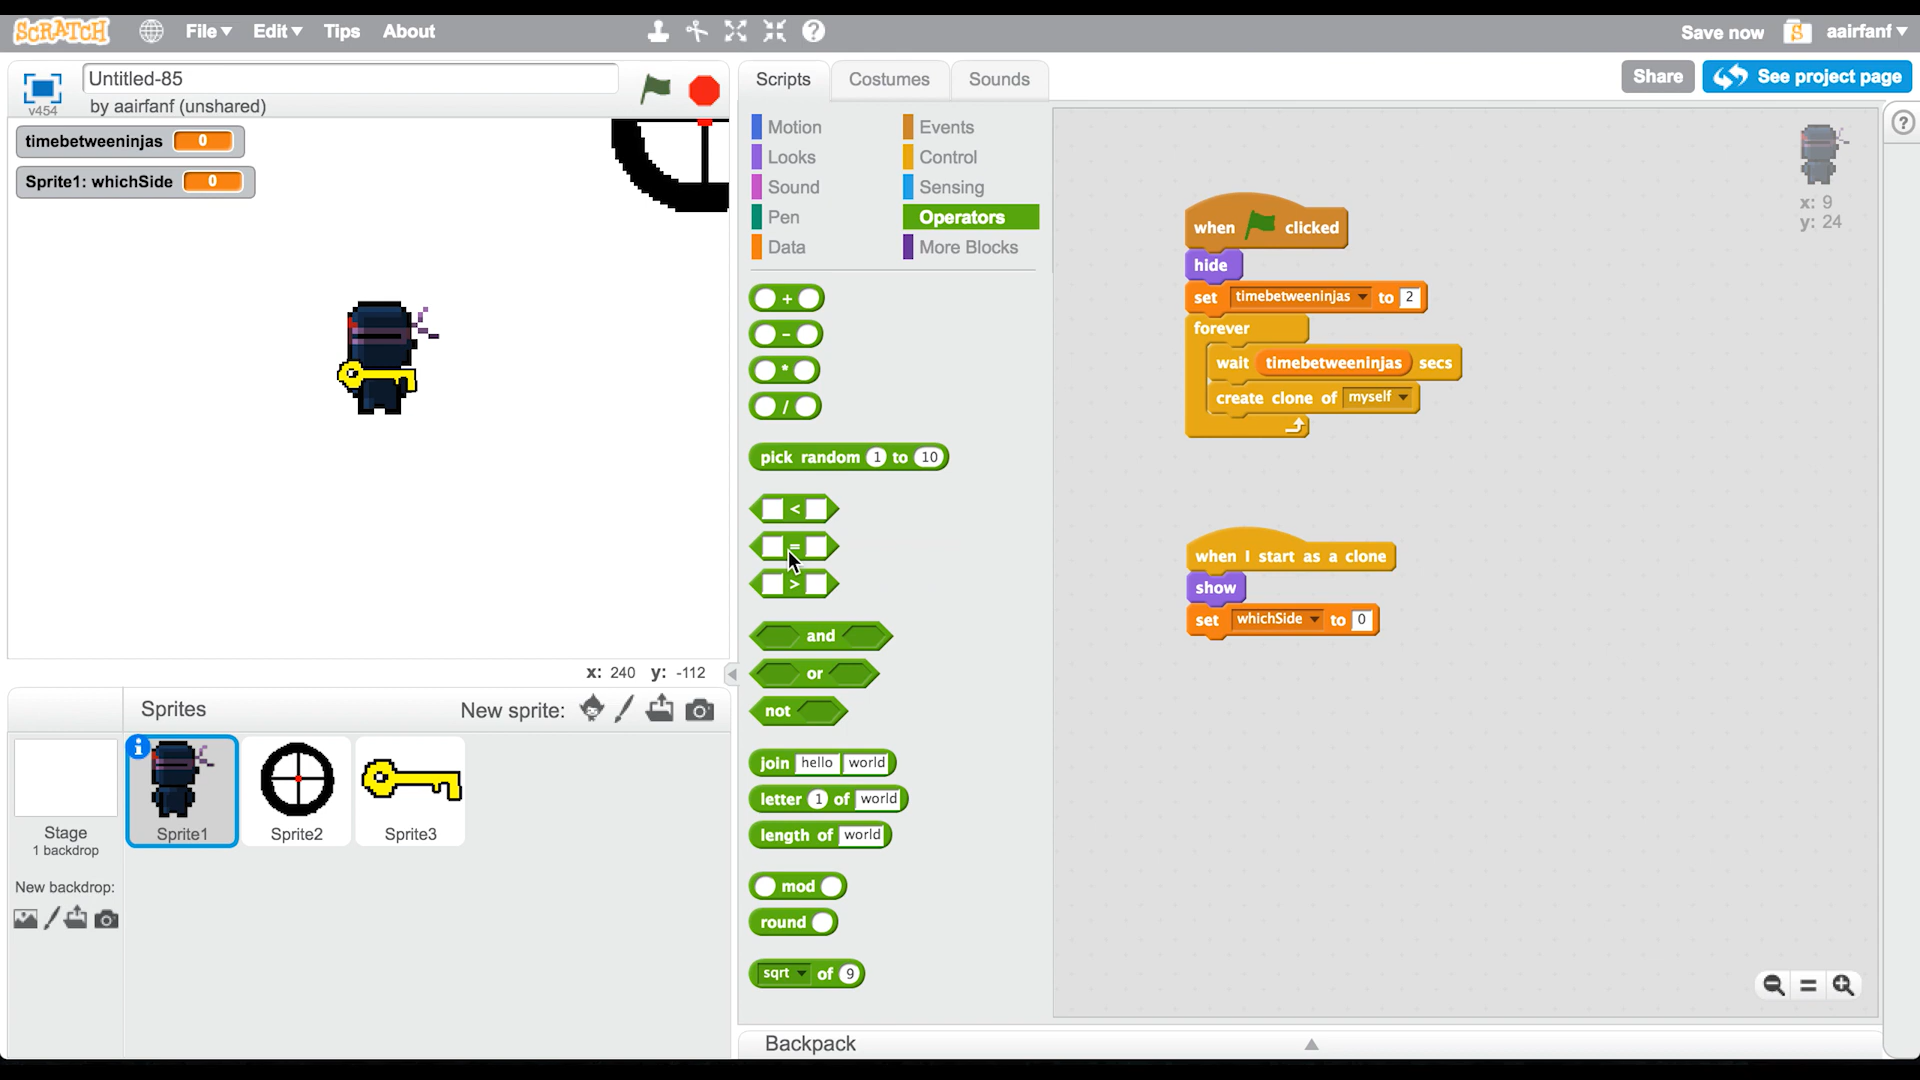 SCRATCH File Edit Tips About Save now S aairfanf
v454 Untitled-85
by aairfanf (unshared)
Scripts Costumes Sounds Share See project page
timebetweeninjas 0
Sprite1: whichSide 0
Motion Events
Looks Control
Sound Sensing
Pen Operators
Data More Blocks
+
-
*
/
pick random 1 to 10
<
=
>
and
or
not
join hello world
letter 1 of world
length of world
mod
round
sqrt of 9
x: 9
y: 24
when clicked
hide
set timebetweeninjas to 2
forever
wait timebetweeninjas secs
create clone of myself
when I start as a clone
show
set whichSide to 0
x: 240 y: -112
Sprites New sprite:
Stage
1 backdrop
New backdrop:
Sprite1 Sprite2 Sprite3
Backpack